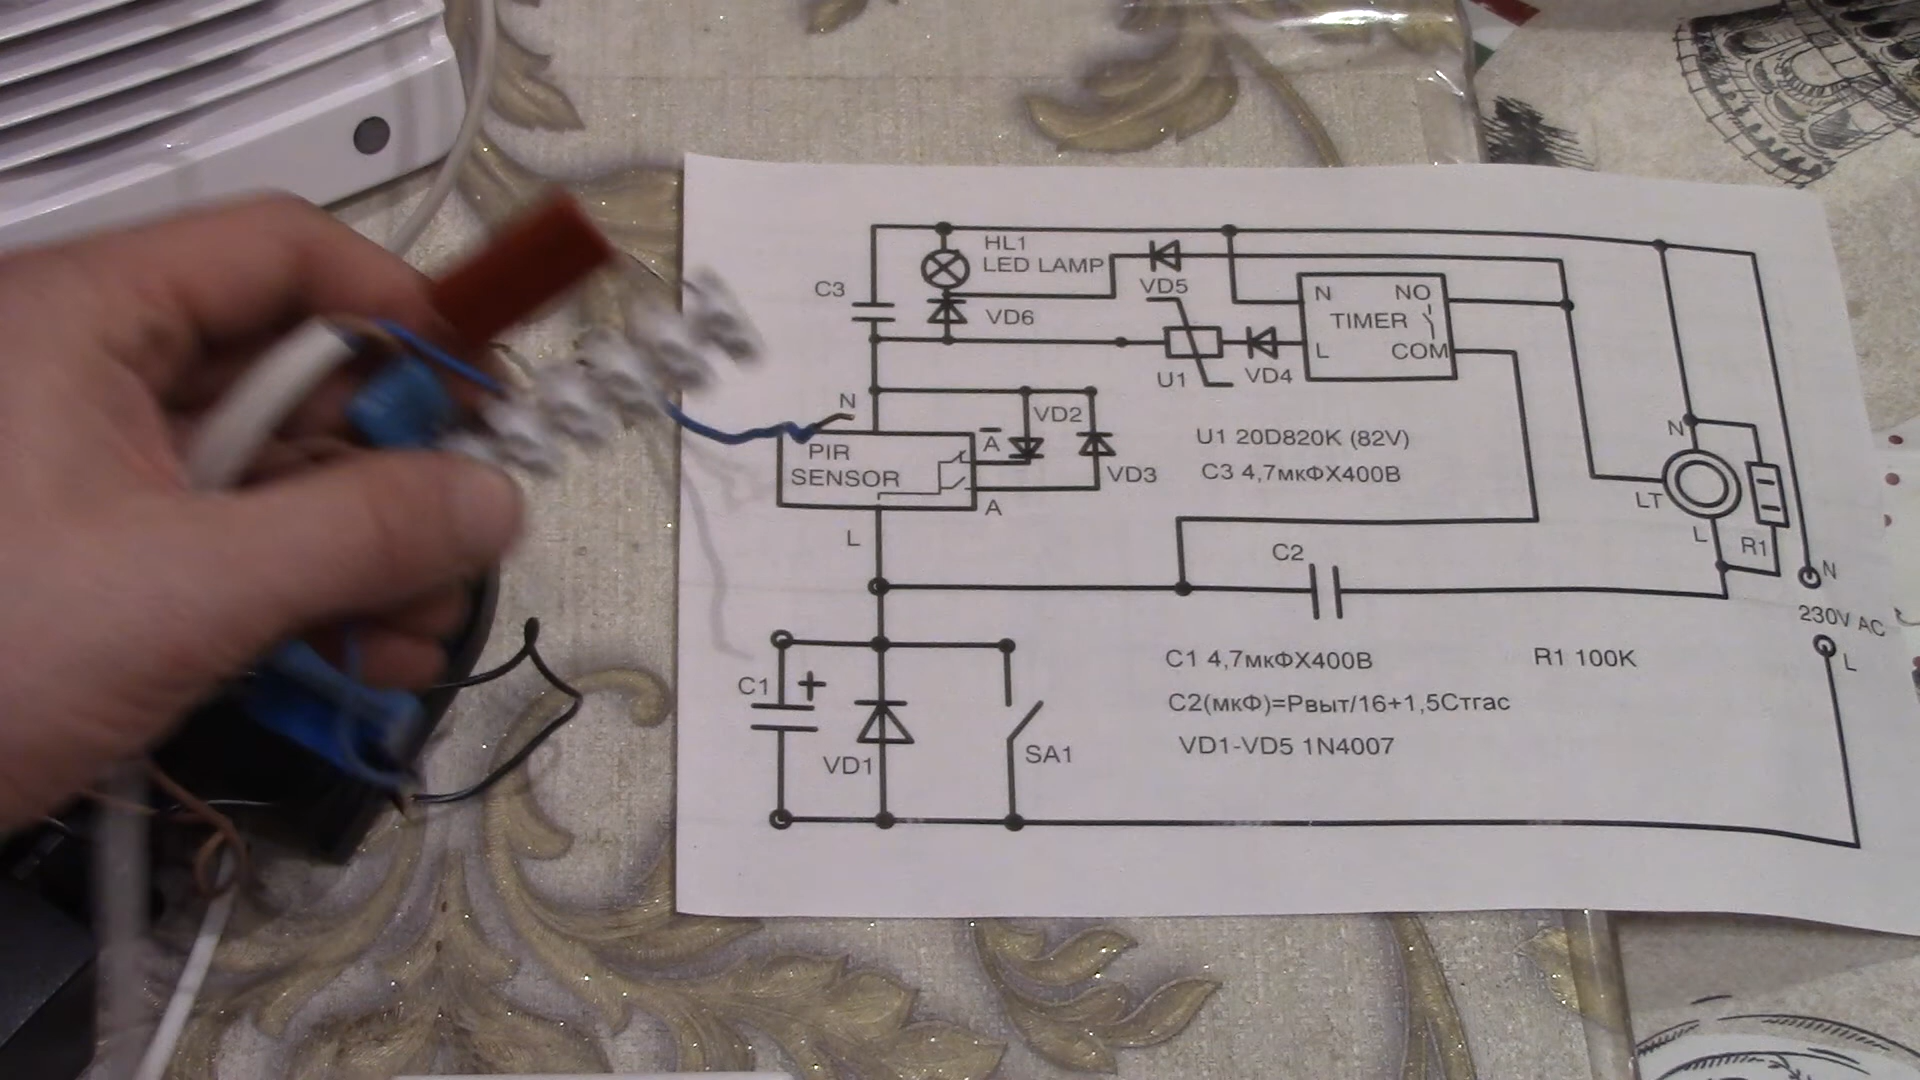 HL1
LED LAMP
C3
VD6
VD5
U1
VD4
N
NO
TIMER
L
COM
N
PIR
SENSOR
A̅
A
VD2
VD3
L
U1 20D820K (82V)
C3 4,7мкФХ400В
N
LT
L
R1
N
230V AC
L
C2
C1 4,7мкФХ400В
R1 100K
C2(мкФ)=Рвыт/16+1,5Стгас
VD1-VD5 1N4007
C1
+
VD1
SA1